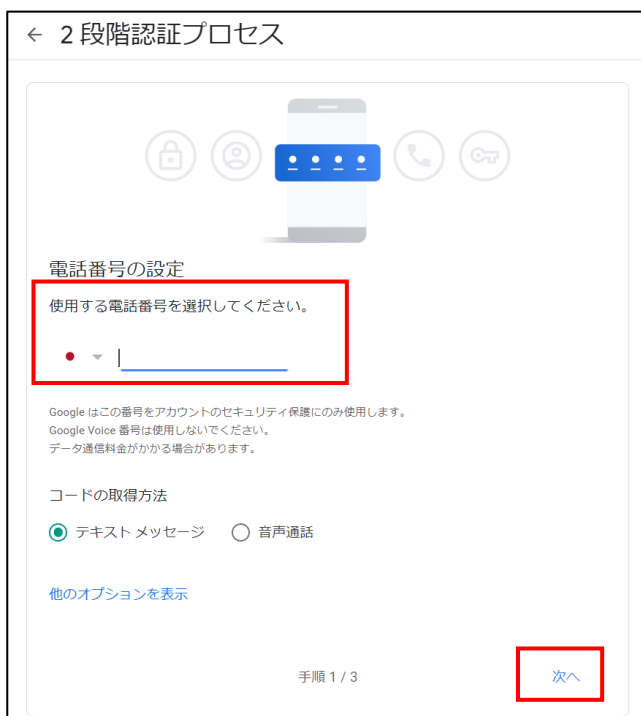 ← 2 段階認証プロセス
電話番号の設定
使用する電話番号を選択してください。
Google はこの番号をアカウントのセキュリティ保護にのみ使用します。
Google Voice 番号は使用しないでください。
データ通信料金がかかる場合があります。
コードの取得方法
テキスト メッセージ 音声通話
他のオプションを表示
手順 1 / 3 次へ